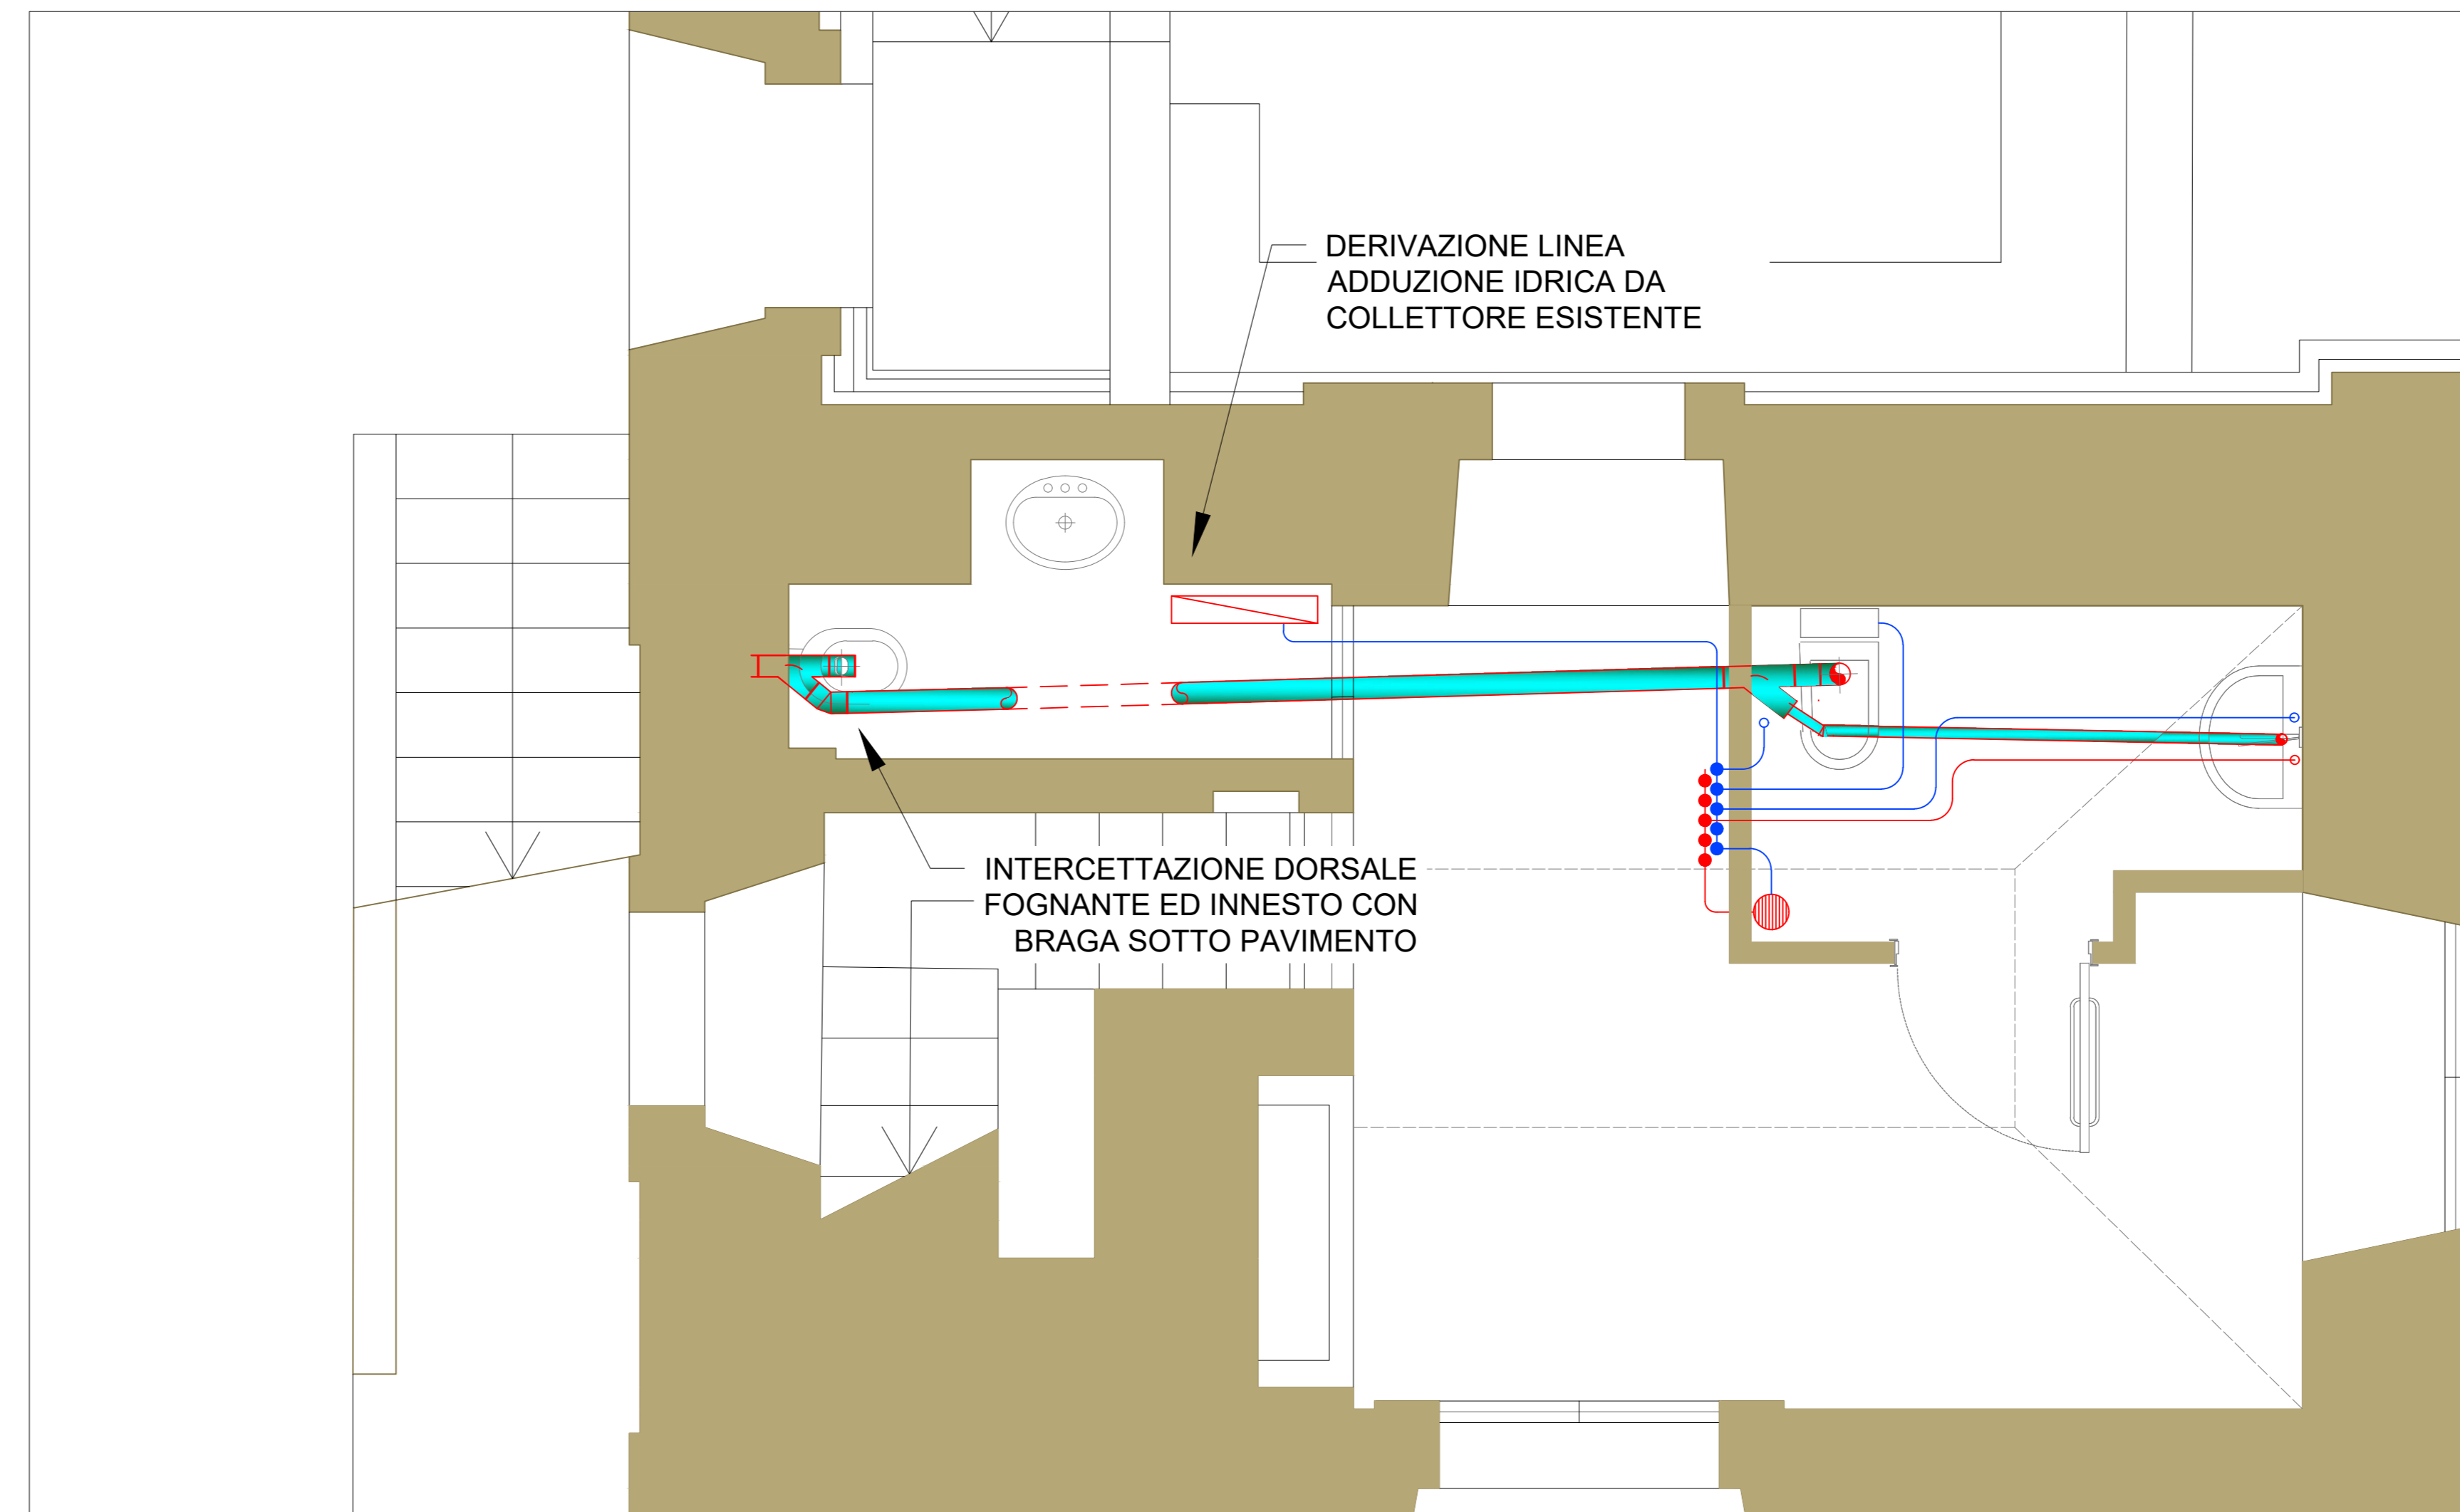 DERIVAZIONE LINEA
ADDUZIONE IDRICA DA
COLLETTORE ESISTENTE
INTERCETTAZIONE DORSALE
FOGNANTE ED INNESTO CON
BRAGA SOTTO PAVIMENTO